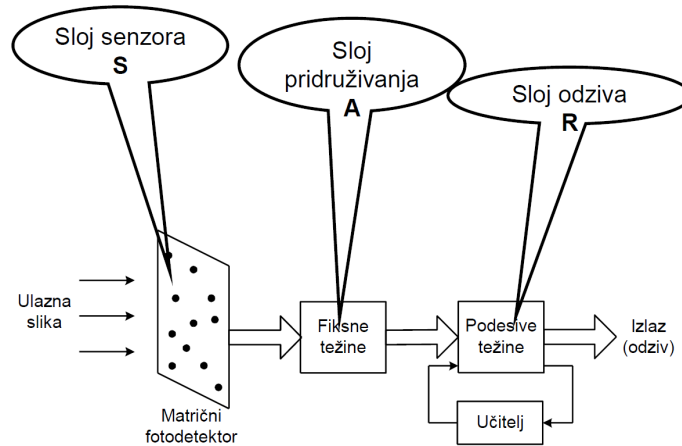 Sloj senzora
S
Sloj
pridruživanja
A
Sloj odziva
R
Ulazna
slika
Matrični
fotodetektor
Fiksne
težine
Podesive
težine
Izlaz
(odziv)
Učitelj